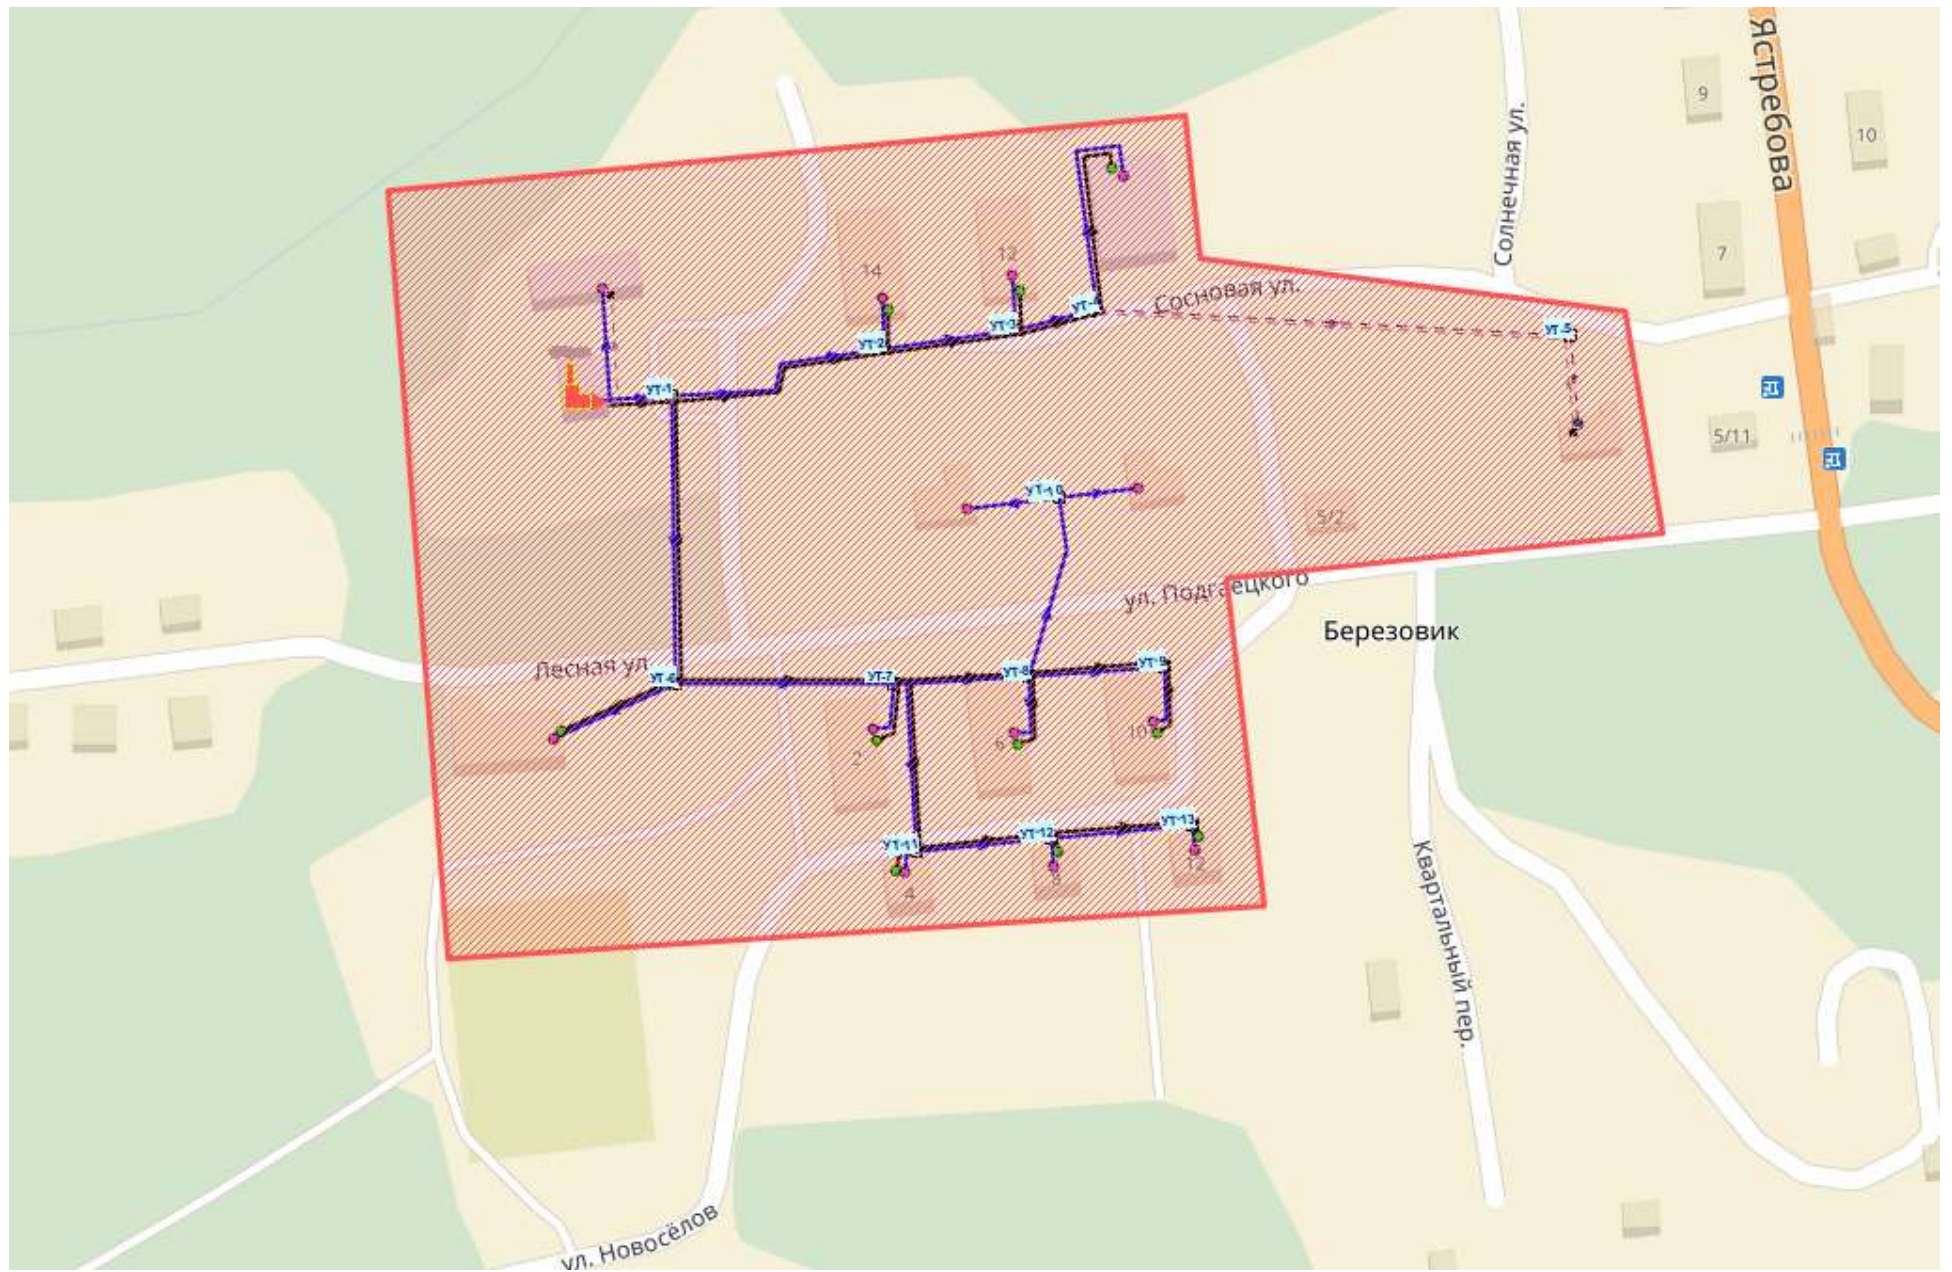 Ястребова
9
10
Солнечная ул.
7
14
12
Сосновая ул.
УТ-4
УТ-3
УТ-2
УТ-5
УТ-1
5/11
УТ-10
5/2
ул. Подгаецкого
Березовик
Лесная ул
УТ-6
УТ-7
УТ-8
УТ-9
2
6
10
УТ-11
УТ-12
УТ-13
4
8
12
Квартальный пер.
ул. Новосёлов